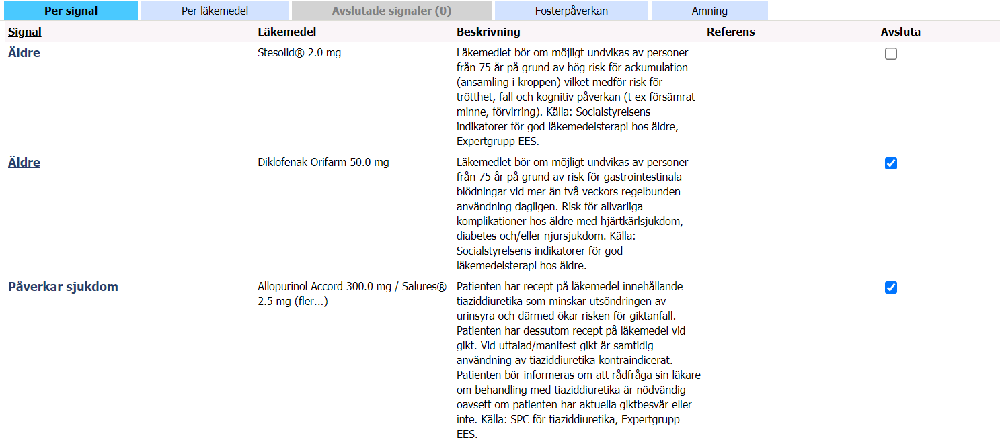 Per signal Per läkemedel Avslutade signaler (0) Fosterpåverkan Amning
Signal Läkemedel Beskrivning Referens Avsluta
Äldre Stesolid® 2.0 mg Läkemedlet bör om möjligt undvikas av personer
från 75 år på grund av hög risk för ackumulation
(ansamling i kroppen) vilket medför risk för
trötthet, fall och kognitiv påverkan (t ex försämrat
minne, förvirring). Källa: Socialstyrelsens
indikatorer för god läkemedelsterapi hos äldre,
Expertgrupp EES.
Äldre Diklofenak Orifarm 50.0 mg Läkemedlet bör om möjligt undvikas av personer
från 75 år på grund av risk för gastrointestinala
blödningar vid mer än två veckors regelbunden
användning dagligen. Risk för allvarliga
komplikationer hos äldre med hjärtkärlsjukdom,
diabetes och/eller njursjukdom. Källa:
Socialstyrelsens indikatorer för god
läkemedelsterapi hos äldre.
Påverkar sjukdom Allopurinol Accord 300.0 mg / Salures® Patienten har recept på läkemedel innehållande
2.5 mg (fler...) tiaziddiuretika som minskar utsöndringen av
urinsyra och därmed ökar risken för giktanfall.
Patienten har dessutom recept på läkemedel vid
gikt. Vid uttalad/manifest gikt är samtidig
användning av tiaziddiuretika kontraindicerat.
Patienten bör informeras om att rådfråga sin läkare
om behandling med tiaziddiuretika är nödvändig
oavsett om patienten har aktuella giktbesvär eller
inte. Källa: SPC för tiaziddiuretika, Expertgrupp
EES.